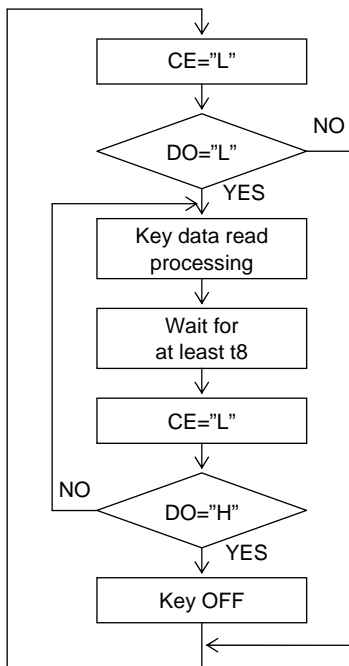 CE=”L”
NO
DO=”L”
YES
Key data read
processing
Wait for
at least t8
CE=”L”
NO
DO=”H”
YES
Key OFF